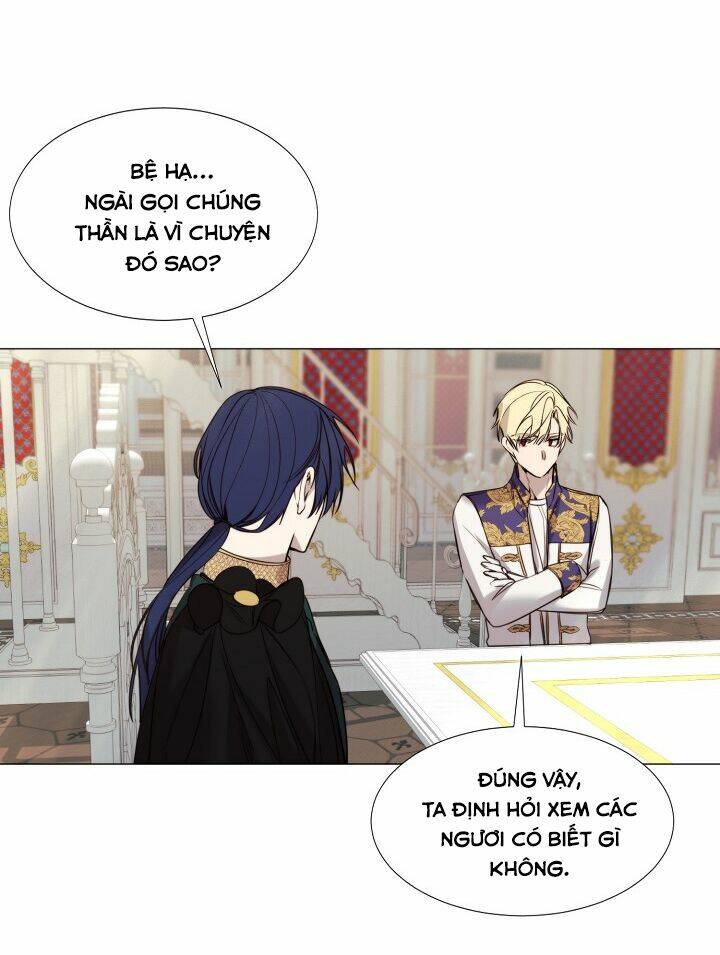 BỆ HẠ...
NGÀI GỌI CHÚNG
THẦN LÀ VÌ CHUYỆN
ĐÓ SAO?
ĐÚNG VẬY,
TA ĐỊNH HỎI XEM CÁC
NGƯƠI CÓ BIẾT GÌ
KHÔNG.